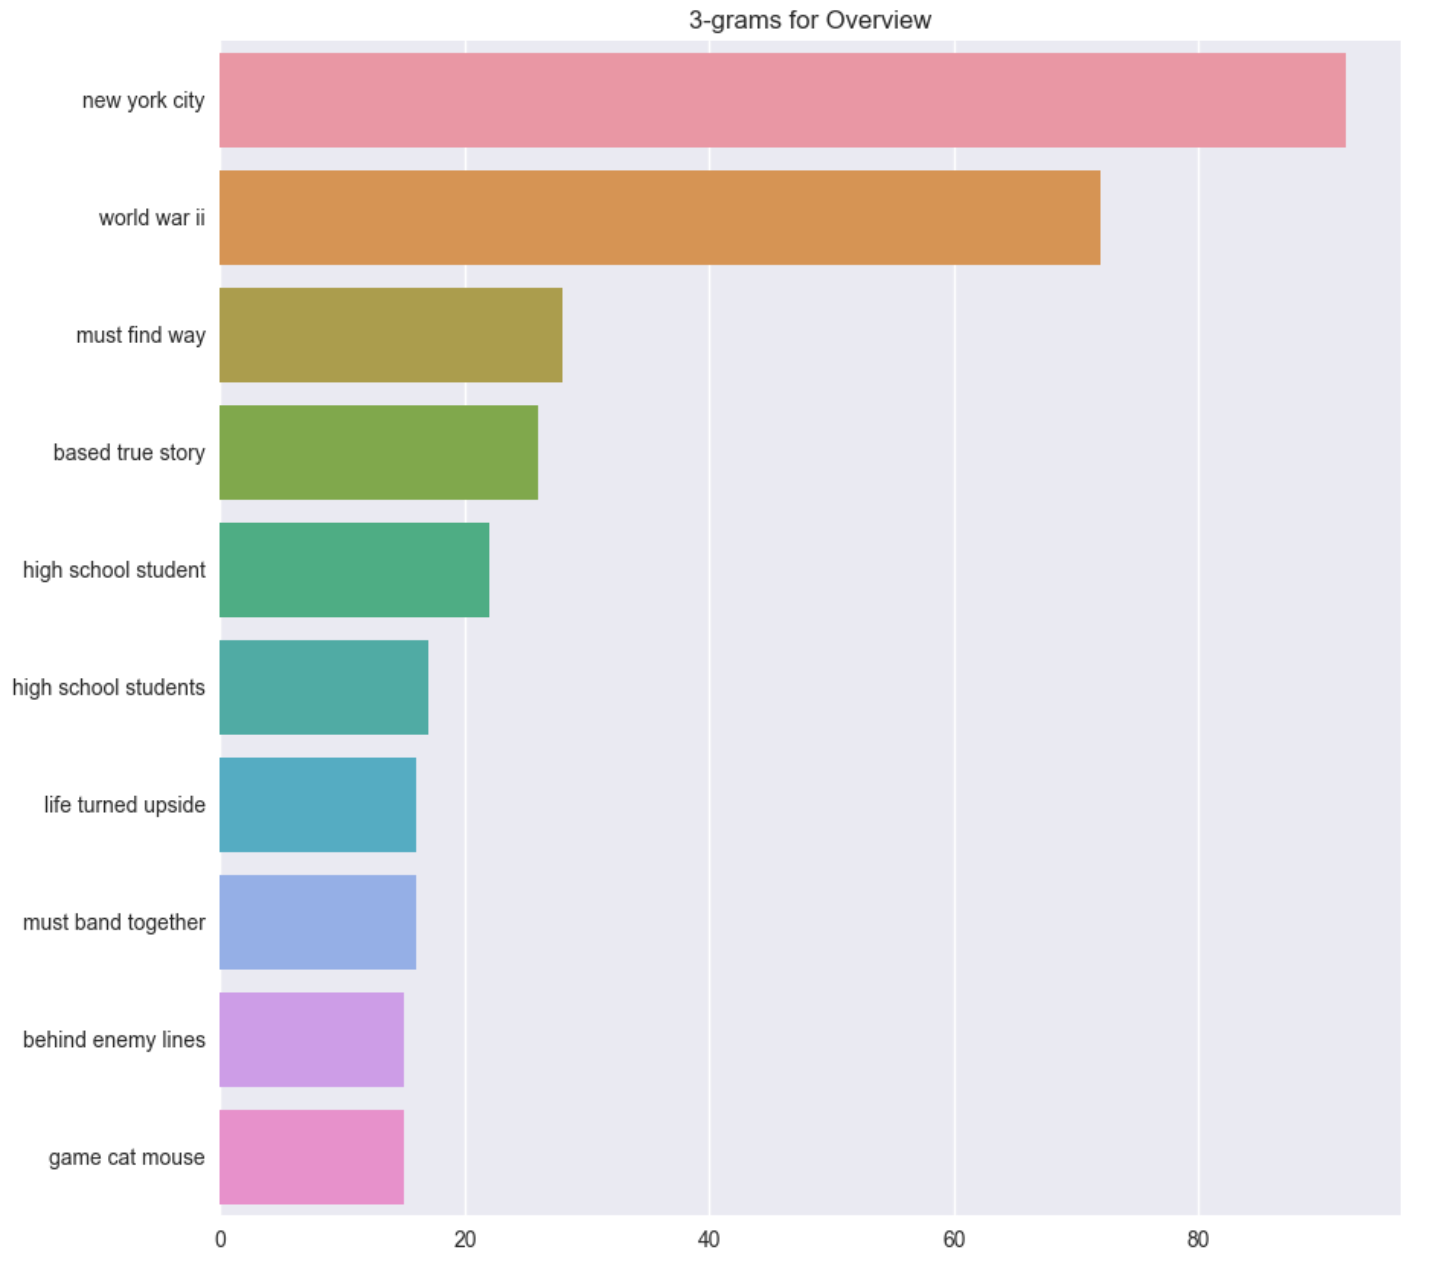 3-grams for Overview
new york city
world war ii
must find way
based true story
high school student
high school students
life turned upside
must band together
behind enemy lines
game cat mouse
0 20 40 60 80